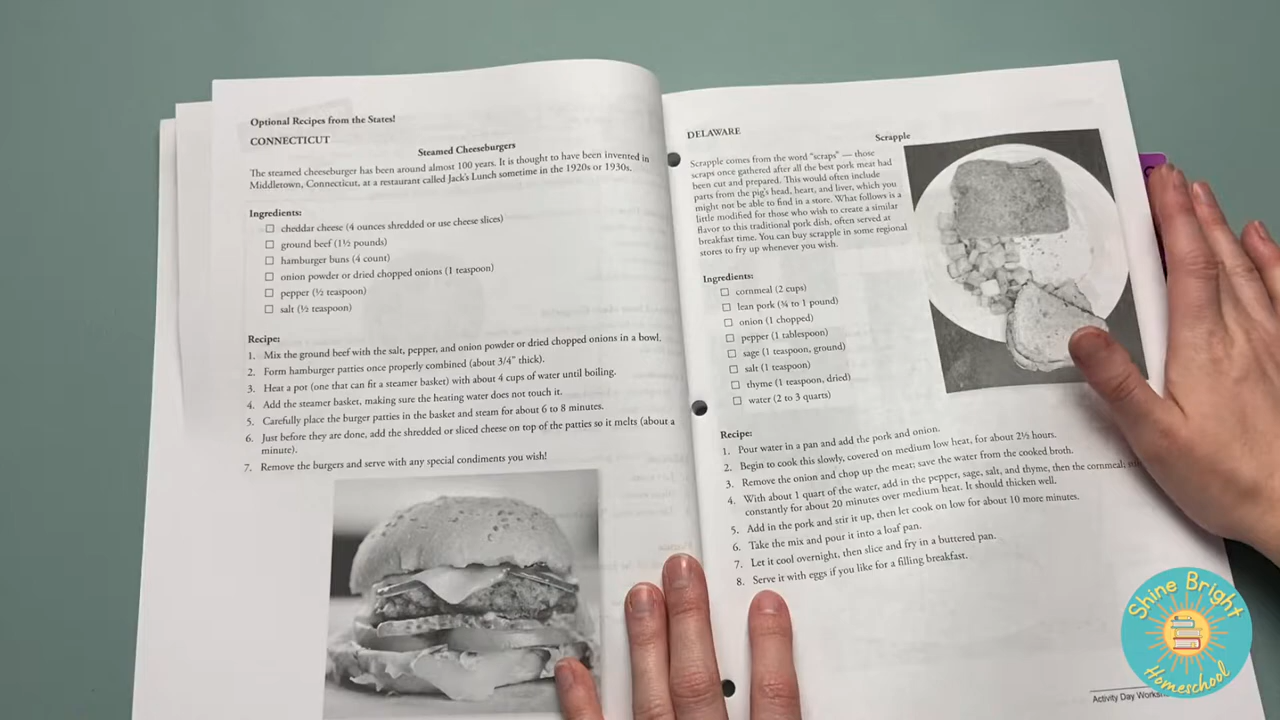 Optional Recipes from the States!
CONNECTICUT
Steamed Cheeseburgers
The steamed cheeseburger has been around almost 100 years. It is thought to have been invented in
Middletown, Connecticut, at a restaurant called Jack's Lunch sometime in the 1920s or 1930s.
Ingredients:
☐ cheddar cheese (4 ounces shredded or use cheese slices)
☐ ground beef (1½ pounds)
☐ hamburger buns (4 count)
☐ onion powder or dried chopped onions (1 teaspoon)
☐ pepper (½ teaspoon)
☐ salt (½ teaspoon)
Recipe:
1. Mix the ground beef with the salt, pepper, and onion powder or dried chopped onions in a bowl.
2. Form hamburger patties once properly combined (about 3/4" thick).
3. Heat a pot (one that can fit a steamer basket) with about 4 cups of water until boiling.
4. Add the steamer basket, making sure the heating water does not touch it.
5. Carefully place the burger patties in the basket and steam for about 6 to 8 minutes.
6. Just before they are done, add the shredded or sliced cheese on top of the patties so it melts (about a
minute).
7. Remove the burgers and serve with any special condiments you wish!
DELAWARE
Scrapple
Scrapple comes from the word "scraps" — those
scraps once gathered after all the best pork meat had
been cut and prepared. This would often include
parts from the pig's head, heart, and liver, which you
might not be able to find in a store. What follows is a
little modified for those who wish to create a similar
flavor to this traditional pork dish, often served at
breakfast time. You can buy scrapple in some regional
stores to fry up whenever you wish.
Ingredients:
☐ cornmeal (2 cups)
☐ lean pork (¾ to 1 pound)
☐ onion (1 chopped)
☐ pepper (1 tablespoon)
☐ sage (1 teaspoon, ground)
☐ salt (1 teaspoon)
☐ thyme (1 teaspoon, dried)
☐ water (2 to 3 quarts)
Recipe:
1. Pour water in a pan and add the pork and onion.
2. Begin to cook this slowly, covered on medium low heat, for about 2½ hours.
3. Remove the onion and chop up the meat; save the water from the cooked broth.
4. With about 1 quart of the water, add in the pepper, sage, salt, and thyme, then the cornmeal;
constantly for about 20 minutes over medium heat. It should thicken well.
5. Add in the pork and stir it up, then let cook on low for about 10 more minutes.
6. Take the mix and pour it into a loaf pan.
7. Let it cool overnight, then slice and fry in a buttered pan.
8. Serve it with eggs if you like for a filling breakfast.
Activity Day
Shine Bright
Homeschool